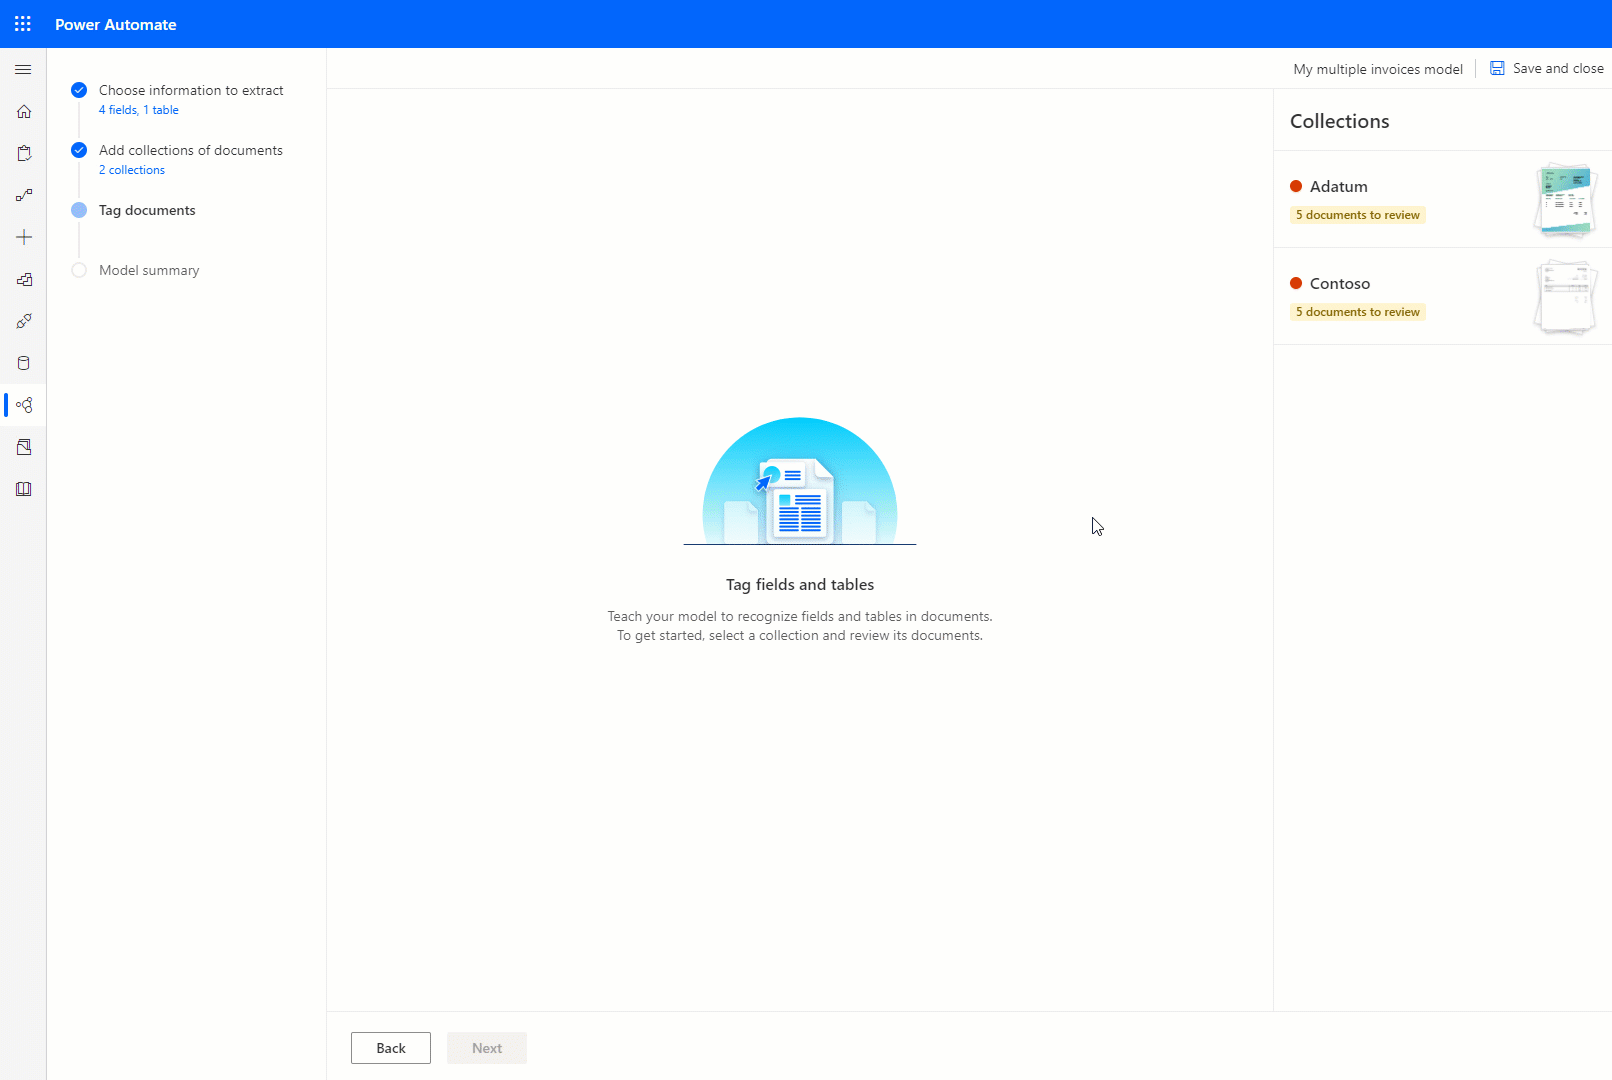 Power Automate
My multiple invoices model
Save and close
Choose information to extract
4 fields, 1 table
Add collections of documents
2 collections
Tag documents
Model summary
Tag fields and tables
Teach your model to recognize fields and tables in documents.
To get started, select a collection and review its documents.
Collections
Adatum
5 documents to review
Contoso
5 documents to review
Back
Next